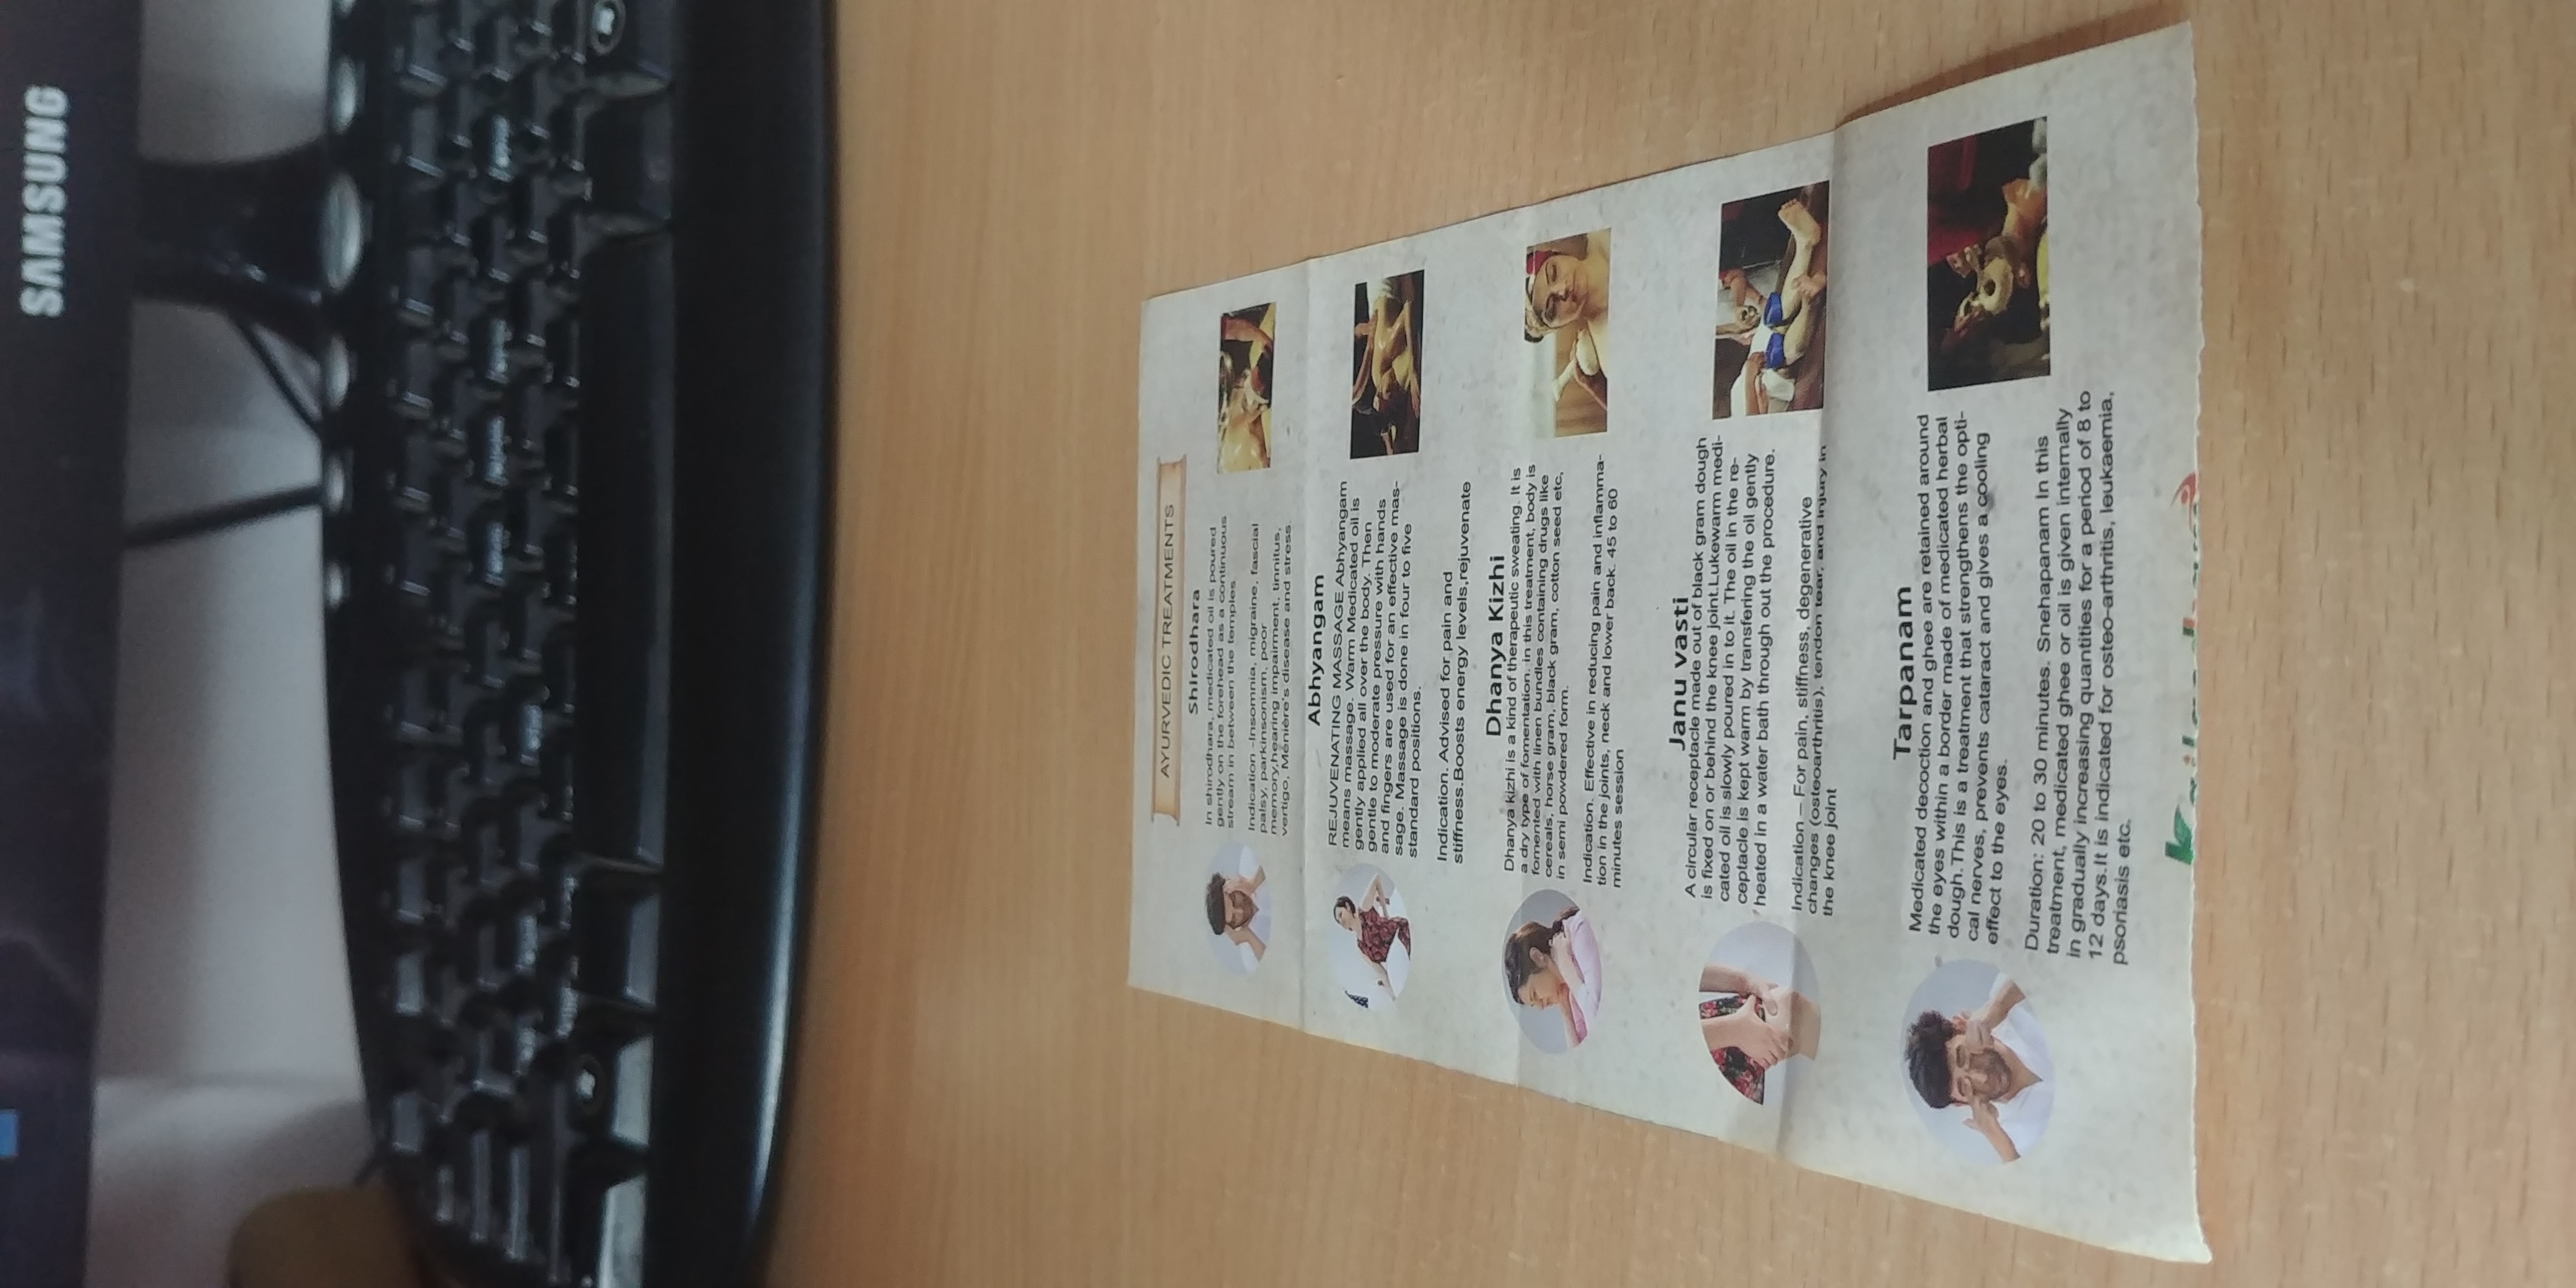 SAMSUNG
AYURVEDIC TREATMENTS
Shirodhara
In shirodhara, medicated oil is poured
gently on the forehead as a continuous
stream in between the temples.
Indication -Insomnia, migraine, fascial
palsy, parkinsonism, poor
memory,hearing impairment, tinnitus,
vertigo, Ménière's disease and stress.
Abhyangam
REJUVENATING MASSAGE Abhyangam
means massage. Warm Medicated oil is
gently applied all over the body. Then
gentle to moderate pressure with hands
and fingers are used for an effective mas-
sage. Massage is done in four to five
standard positions.
Indication. Advised for pain and
stiffness.Boosts energy levels,rejuvenate
Dhanya Kizhi
Dhanya kizhi is a kind of therapeutic sweating. It is
a dry type of fomentation. in this treatment, body is
fomented with linen bundles containing drugs like
cereals, horse gram, black gram, cotton seed etc,
in semi powdered form.
Indication. Effective in reducing pain and inflamma-
tion in the joints, neck and lower back. 45 to 60
minutes session
Janu vasti
A circular receptacle made out of black gram dough
is fixed on or behind the knee joint.Lukewarm medi-
cated oil is slowly poured in to it. The oil in the re-
ceptacle is kept warm by transfering the oil gently
heated in a water bath through out the procedure.
Indication – For pain, stiffness, degenerative
changes (osteoarthritis), tendon tear, and injury in
the knee joint
Tarpanam
Medicated decoction and ghee are retained around
the eyes within a border made of medicated herbal
dough.This is a treatment that strengthens the opti-
cal nerves, prevents cataract and gives a cooling
effect to the eyes.
Duration: 20 to 30 minutes. Snehapanam In this
treatment, medicated ghee or oil is given internally
in gradually increasing quantities for a period of 8 to
12 days.It is indicated for osteo-arthritis, leukaemia,
psoriasis etc.